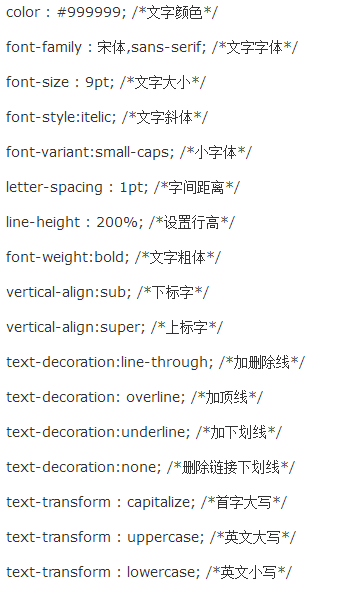 color : #999999; /*文字颜色*/
font-family : 宋体,sans-serif; /*文字字体*/
font-size : 9pt; /*文字大小*/
font-style:itelic; /*文字斜体*/
font-variant:small-caps; /*小字体*/
letter-spacing : 1pt; /*字间距离*/
line-height : 200%; /*设置行高*/
font-weight:bold; /*文字粗体*/
vertical-align:sub; /*下标字*/
vertical-align:super; /*上标字*/
text-decoration:line-through; /*加删除线*/
text-decoration: overline; /*加顶线*/
text-decoration:underline; /*加下划线*/
text-decoration:none; /*删除链接下划线*/
text-transform : capitalize; /*首字大写*/
text-transform : uppercase; /*英文大写*/
text-transform : lowercase; /*英文小写*/